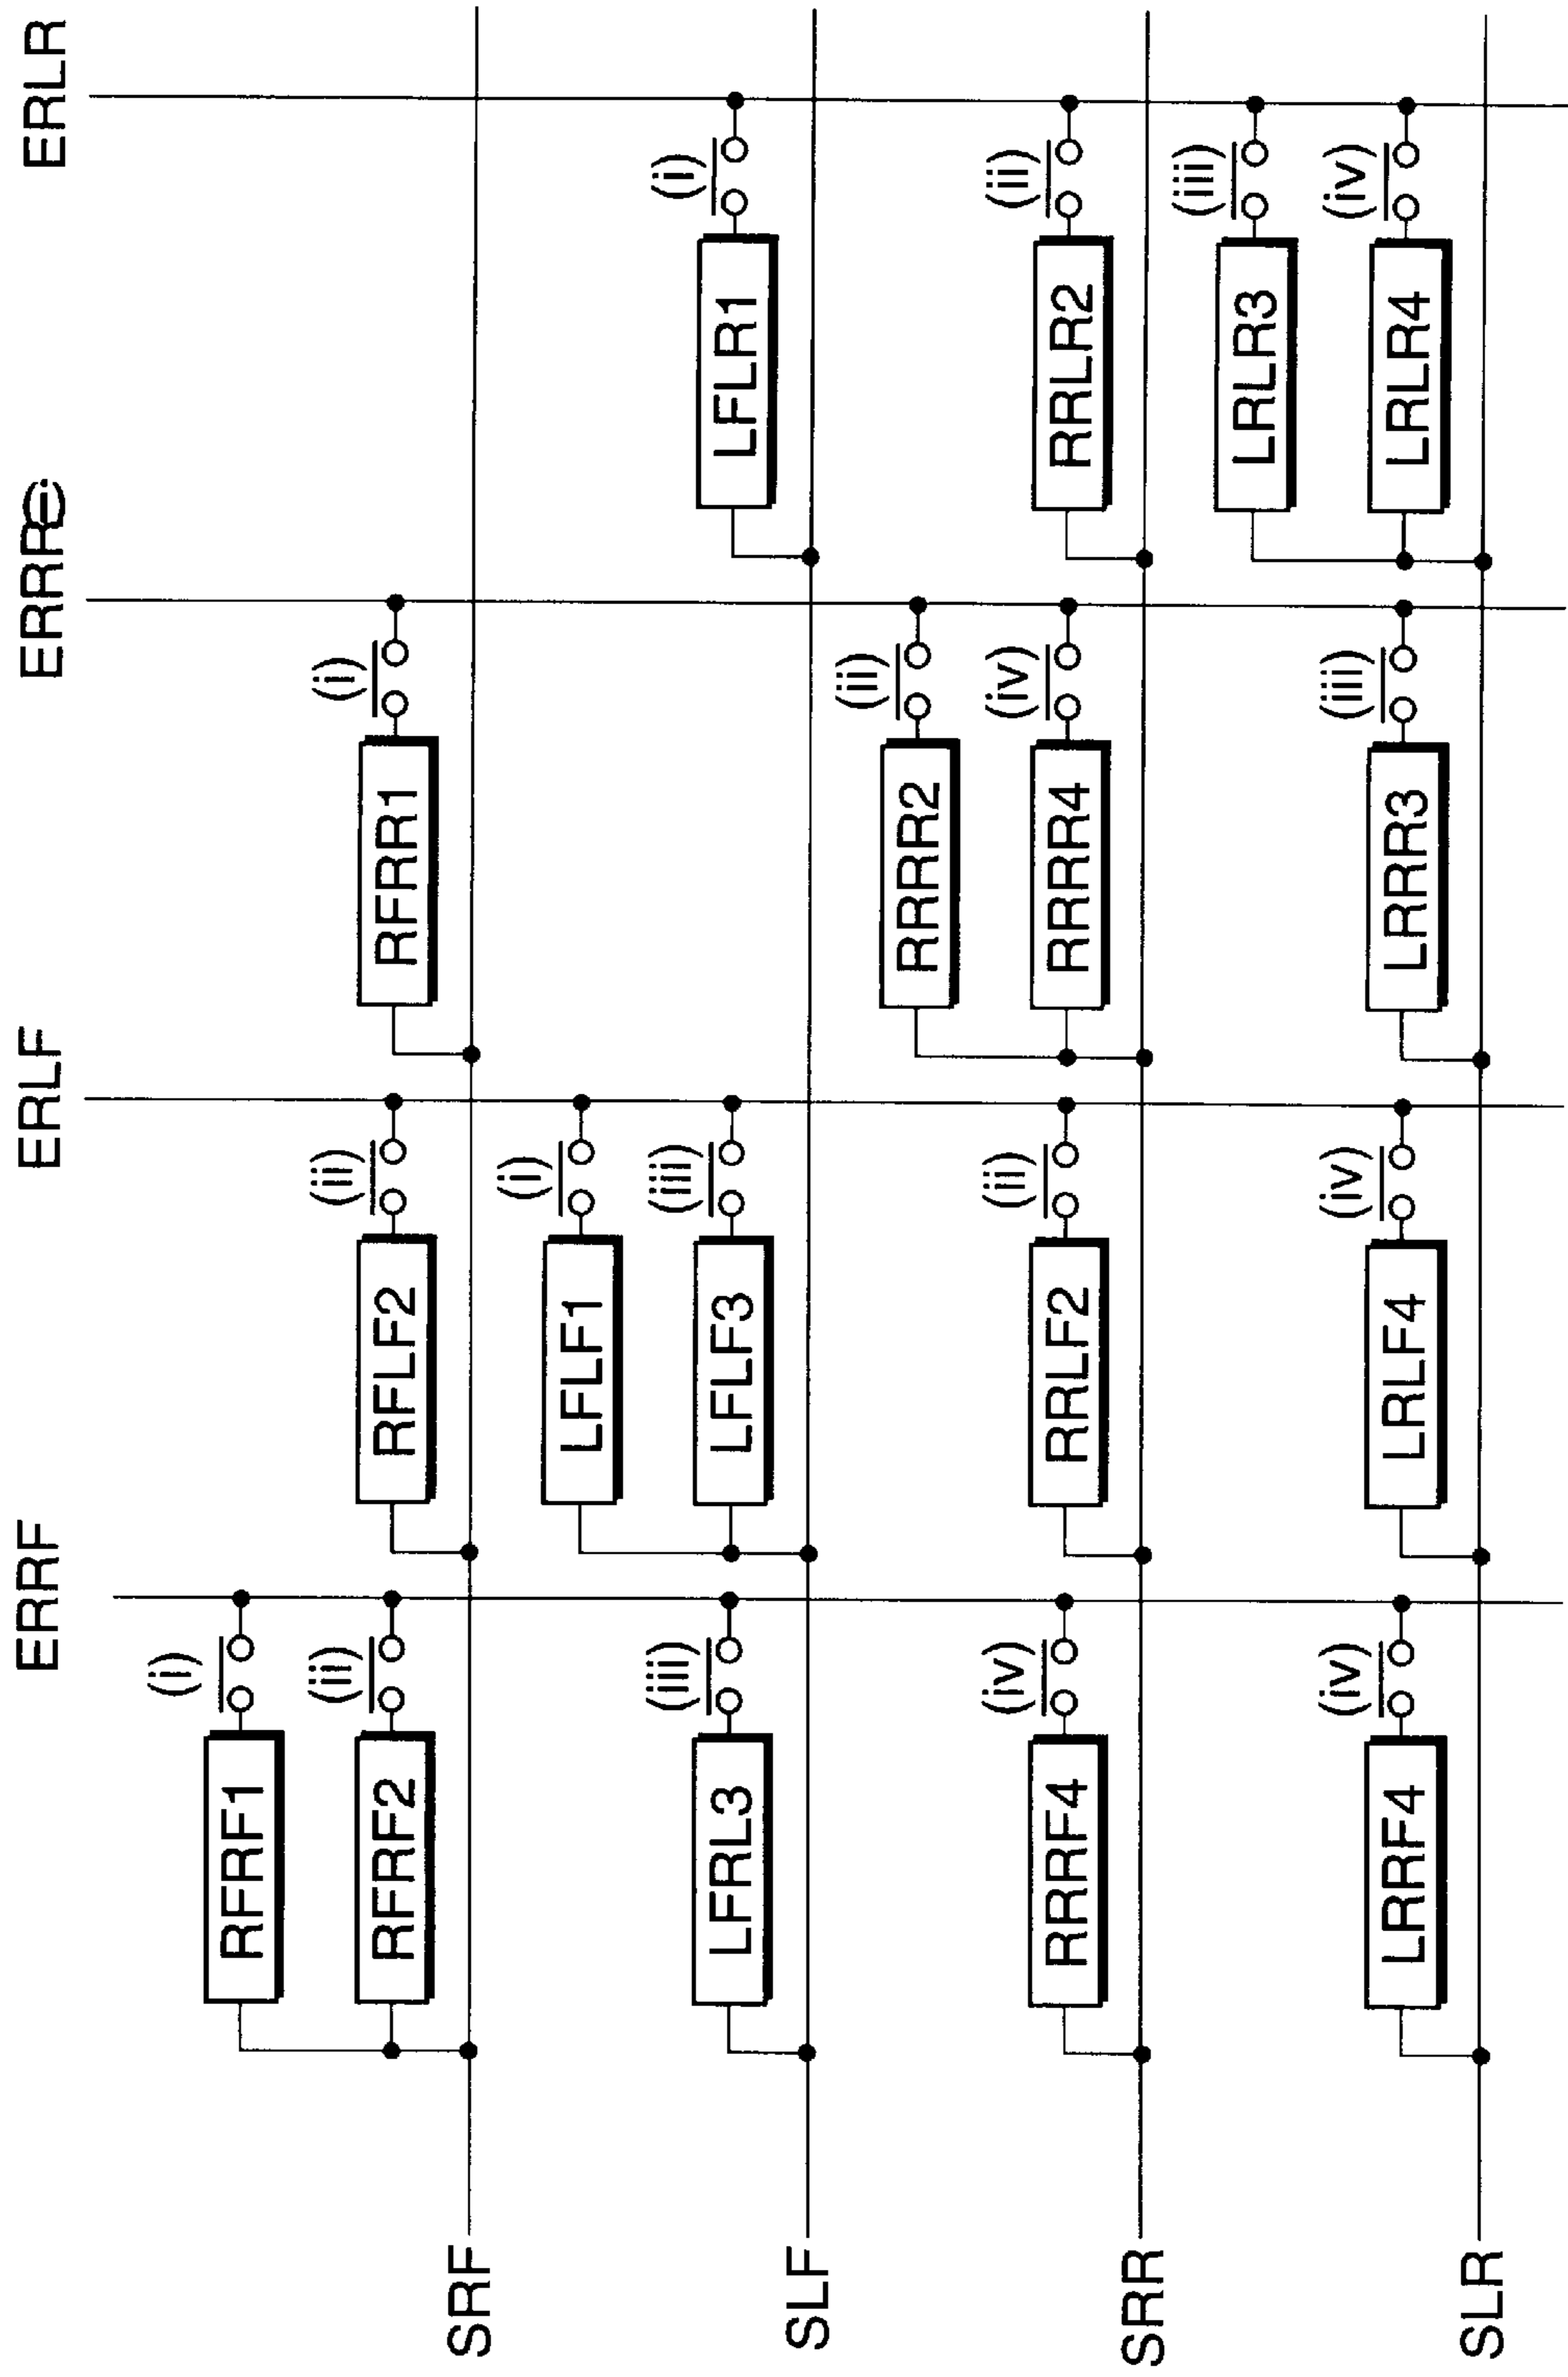 ERRF ERLF ERRR ERLR
(i)
RFRF1
(ii) (ii) (i)
RFRF2 RFLF2 RFRR1
SRF
(i)
LFLF1
(iii) (iii) (i)
LFRL3 LFLF3 LFLR1
SLF
(ii)
RRRR2
(iv) (ii) (iv) (ii)
RRRF4 RRLF2 RRRR4 RRLR2
SRR
(iii)
LRLR3
(iv) (iv) (iii) (iv)
LRRF4 LRLF4 LRRR3 LRLR4
SLR